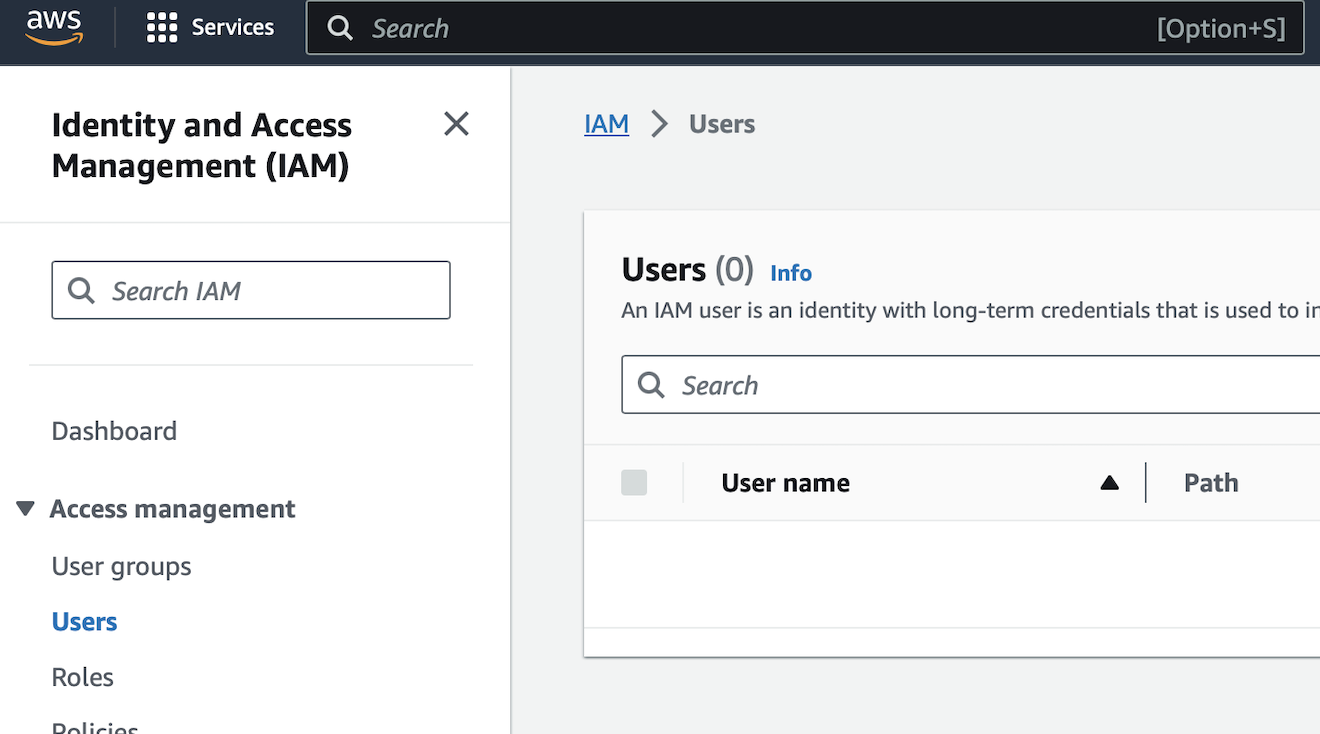 aws
Services
Search
[Option+S]
Identity and Access
Management (IAM)
Search IAM
Dashboard
Access management
User groups
Users
Roles
Policies
IAM
Users
Users (0) Info
An IAM user is an identity with long-term credentials that is used to
Search
User name
Path